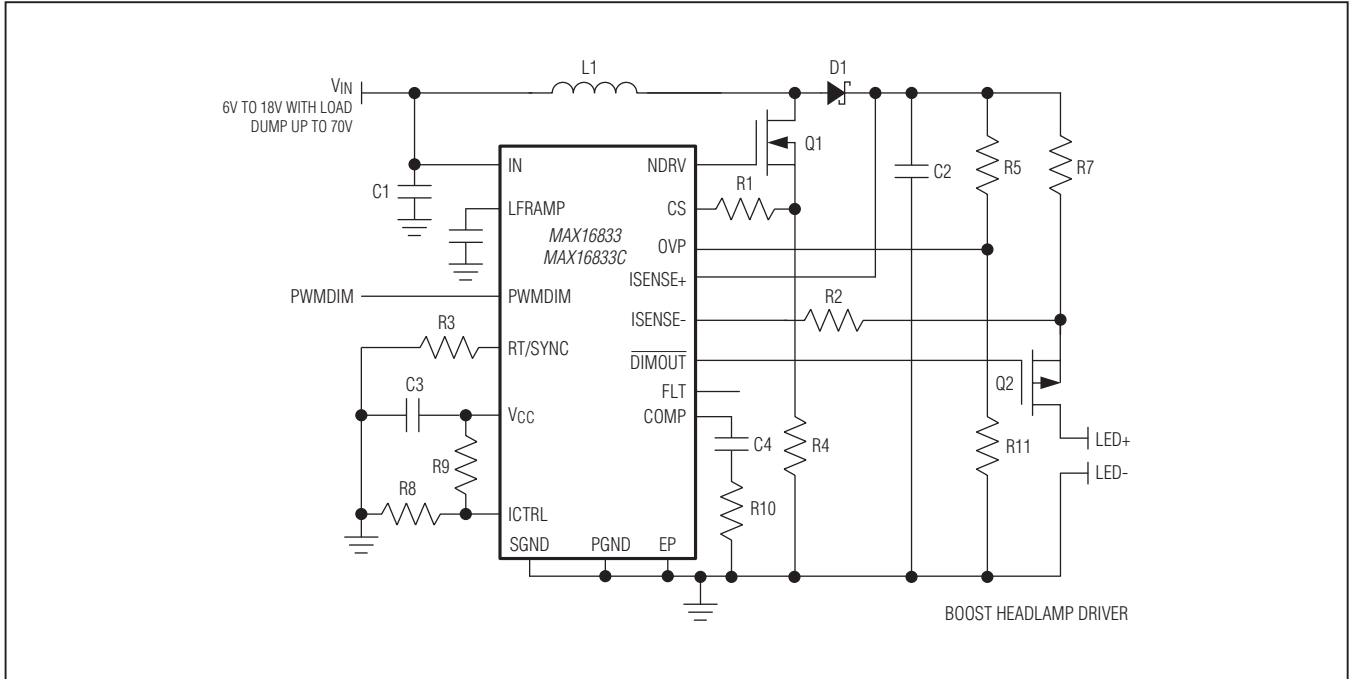 L1
D1
VIN
6V TO 18V WITH LOAD
DUMP UP TO 70V
Q1
IN
NDRV
C1
R1
C2
R5
R7
LFRAMP
CS
MAX16833
MAX16833C
OVP
ISENSE+
PWMDIM
PWMDIM
R2
ISENSE-
R3
RT/SYNC
DIMOUT
Q2
FLT
C3
VCC
COMP
LED+
C4
R4
R11
R9
LED-
R8
R10
ICTRL
SGND
PGND
EP
BOOST HEADLAMP DRIVER